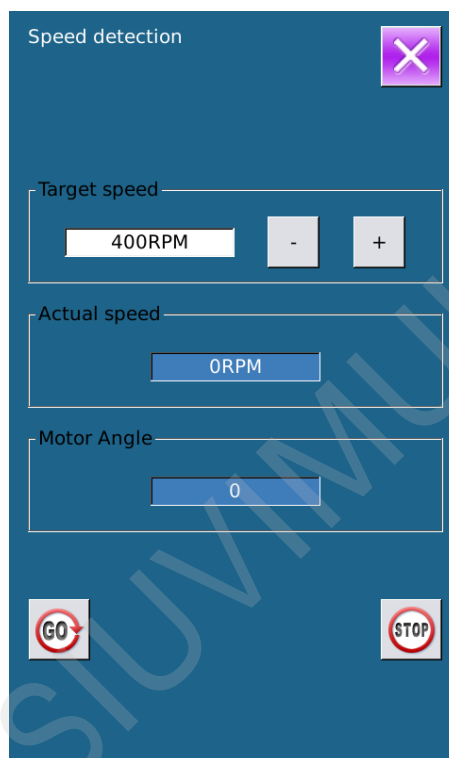 Speed detection
Target speed
400RPM - +
Actual speed
0RPM
Motor Angle
0
GO STOP
SIUVIMU